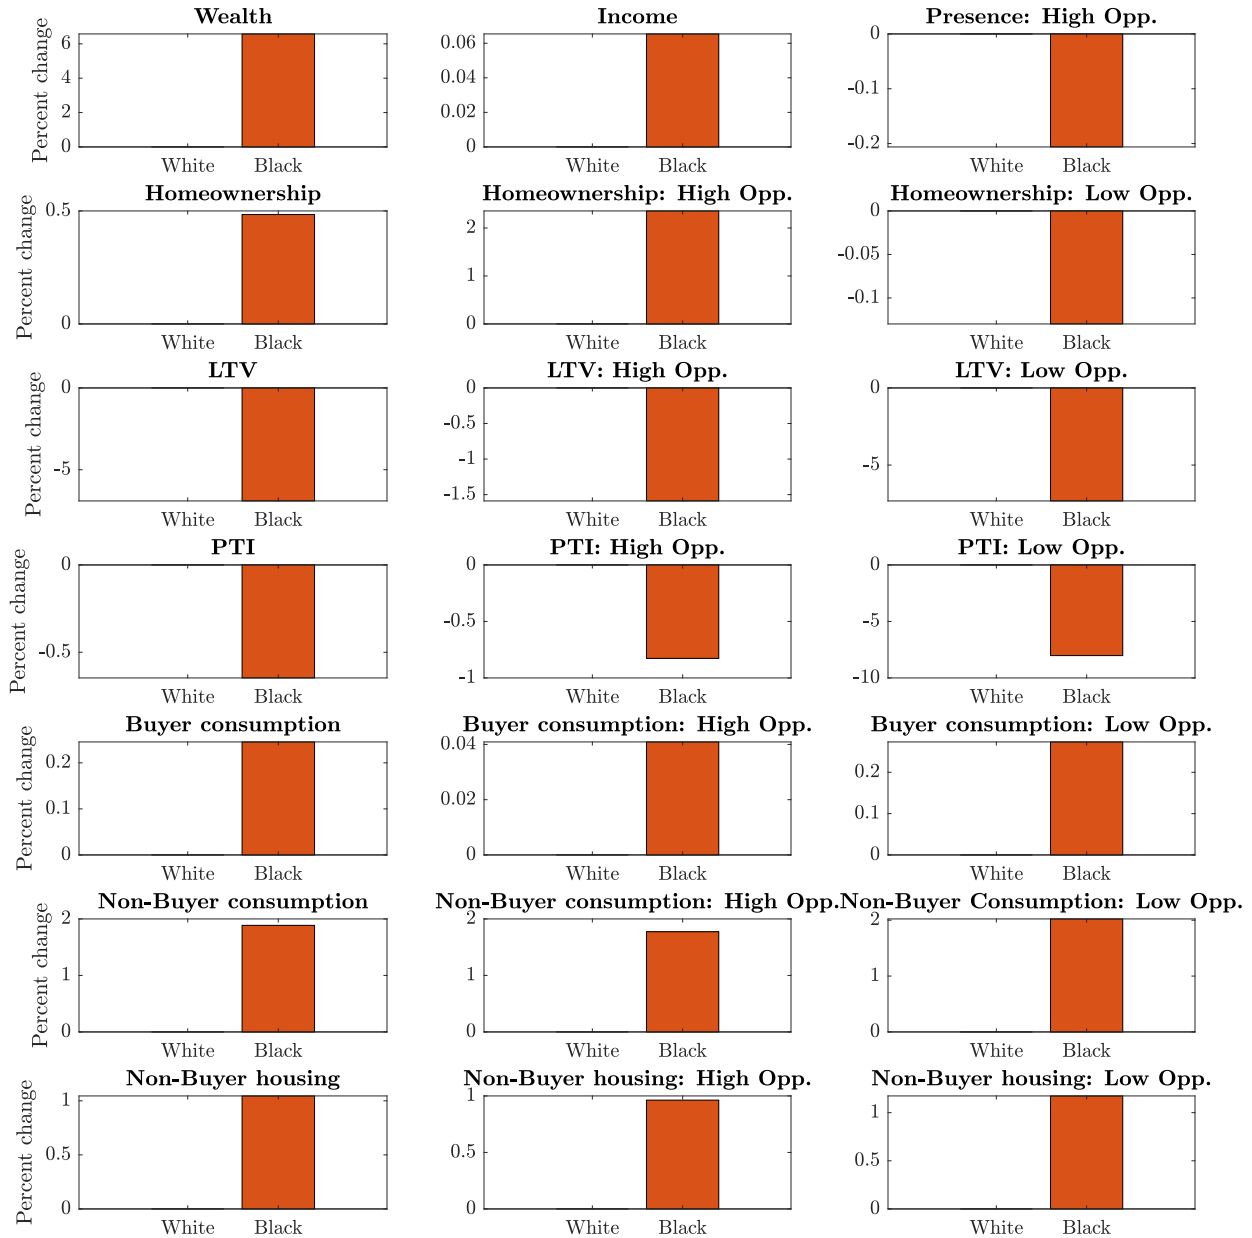 Wealth
Income
Presence: High Opp.
Percent change
6
4
2
0
White Black
0.06
0.04
0.02
0
White Black
0
-0.1
-0.2
White Black
Homeownership
Homeownership: High Opp.
Homeownership: Low Opp.
Percent change
0.5
0
White Black
2
1
0
White Black
0
-0.05
-0.1
White Black
LTV
LTV: High Opp.
LTV: Low Opp.
Percent change
0
-5
White Black
0
-0.5
-1
-1.5
White Black
0
-5
White Black
PTI
PTI: High Opp.
PTI: Low Opp.
Percent change
0
-0.5
White Black
0
-0.5
-1
White Black
0
-5
-10
White Black
Buyer consumption
Buyer consumption: High Opp.
Buyer consumption: Low Opp.
Percent change
0.2
0.1
0
White Black
0.04
0.02
0
White Black
0.2
0.1
0
White Black
Non-Buyer consumption
Non-Buyer consumption: High Opp.
Non-Buyer Consumption: Low Opp.
Percent change
2
1
0
White Black
2
1
0
White Black
2
1
0
White Black
Non-Buyer housing
Non-Buyer housing: High Opp.
Non-Buyer housing: Low Opp.
Percent change
1
0.5
0
White Black
1
0.5
0
White Black
1
0.5
0
White Black